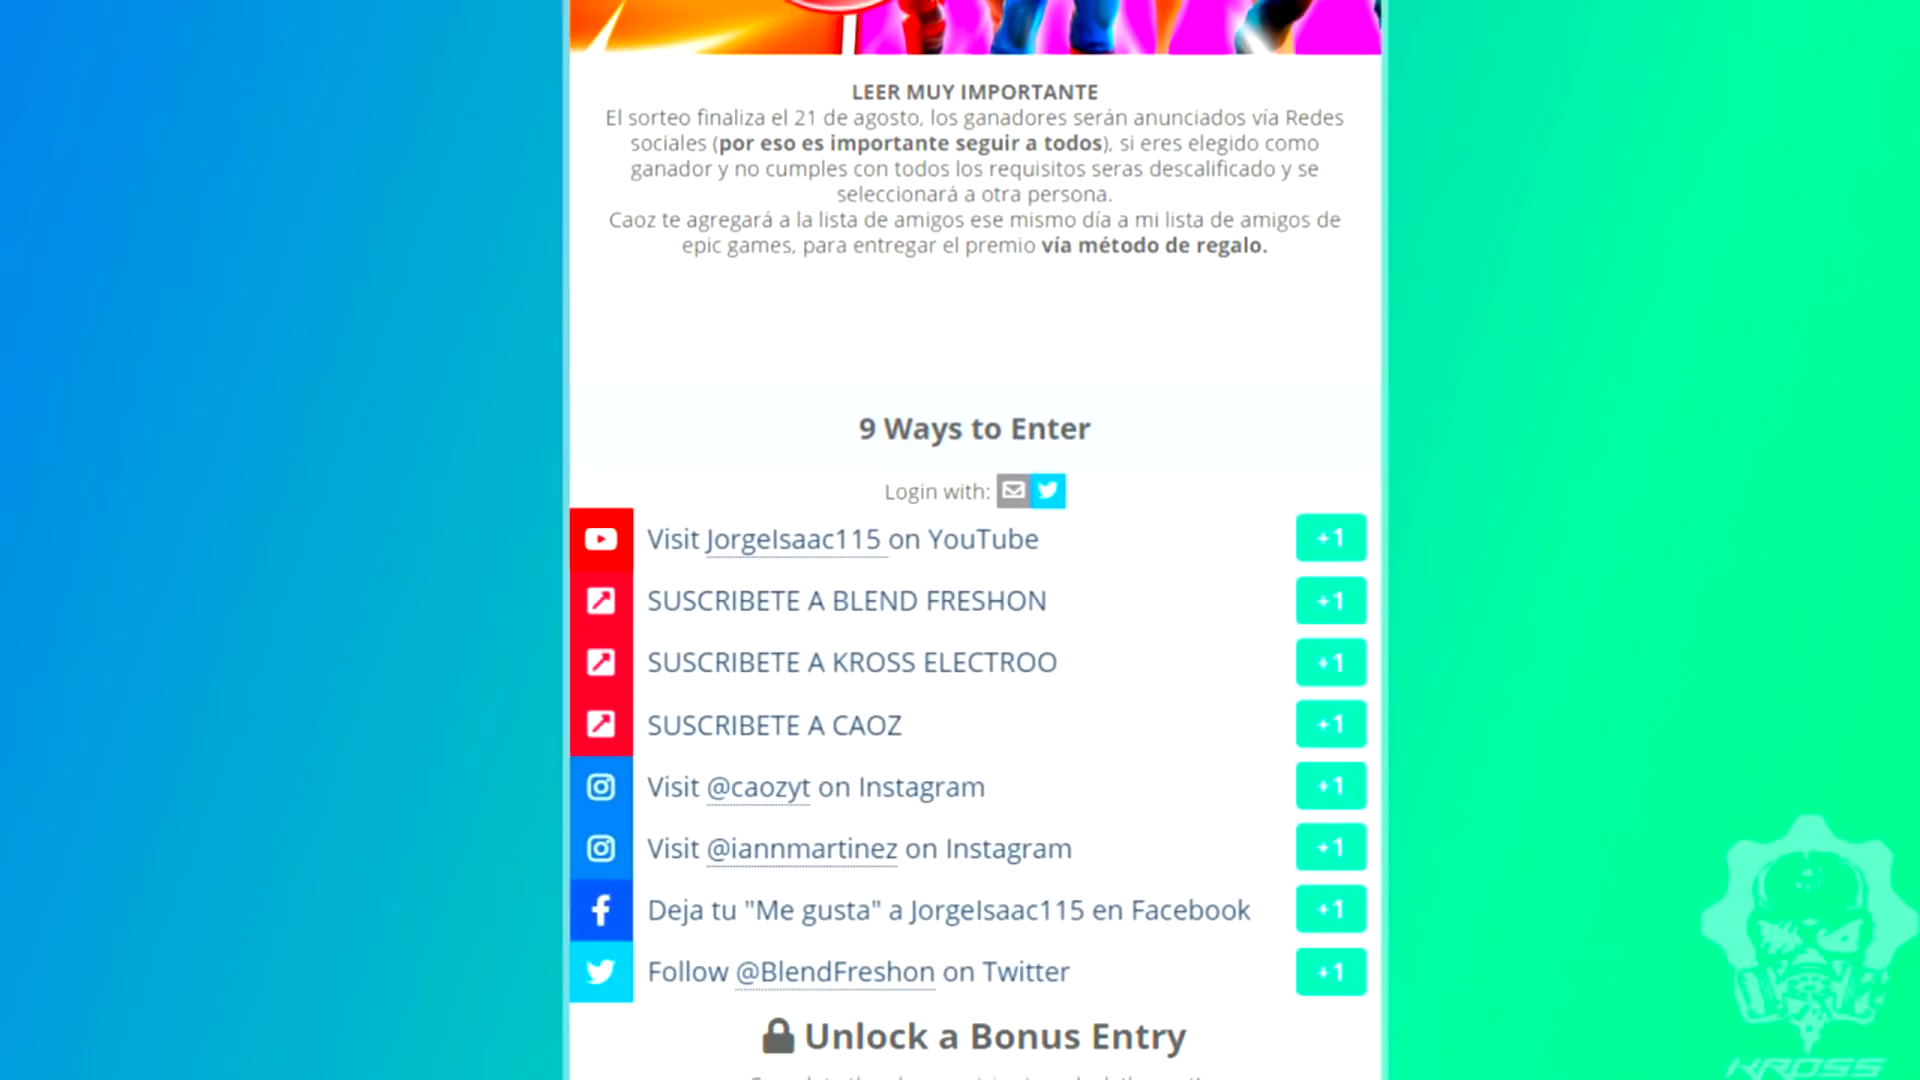 LEER MUY IMPORTANTE
El sorteo finaliza el 21 de agosto, los ganadores serán anunciados vía Redes
sociales (por eso es importante seguir a todos), si eres elegido como
ganador y no cumples con todos los requisitos seras descalificado y se
seleccionará a otra persona.
Caoz te agregará a la lista de amigos ese mismo día a mi lista de amigos de
epic games, para entregar el premio vía método de regalo.
9 Ways to Enter
Login with:
Visit JorgeIsaac115 on YouTube +1
SUSCRIBETE A BLEND FRESHON +1
SUSCRIBETE A KROSS ELECTROO +1
SUSCRIBETE A CAOZ +1
Visit @caozyt on Instagram +1
Visit @iannmartinez on Instagram +1
Deja tu "Me gusta" a JorgeIsaac115 en Facebook +1
Follow @BlendFreshon on Twitter +1
Unlock a Bonus Entry
KROSS